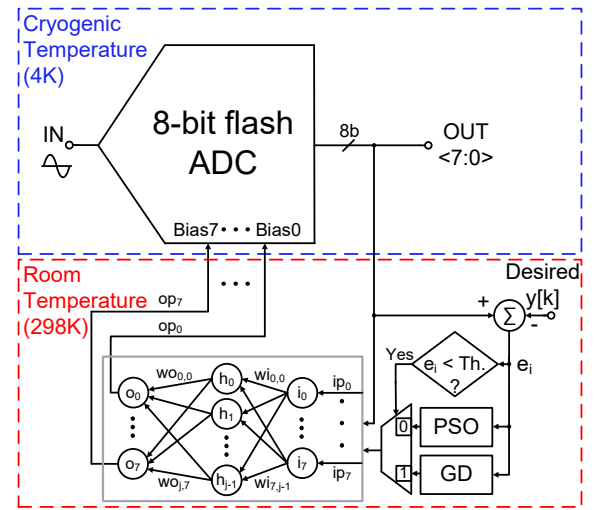 Cryogenic
Temperature
(4K)
IN
8-bit flash
ADC
8b
OUT
<7:0>
Bias7 • • • Bias0
Room
Temperature
(298K)
op7
op0
• • •
Desired
y[k]
+
Σ
-
Yes
ei < Th.
?
ei
wo0,0
h0
wi0,0
ip0
o0
h1
i0
0
PSO
o7
i7
1
GD
hj-1
ip7
woj,7
wi7,j-1